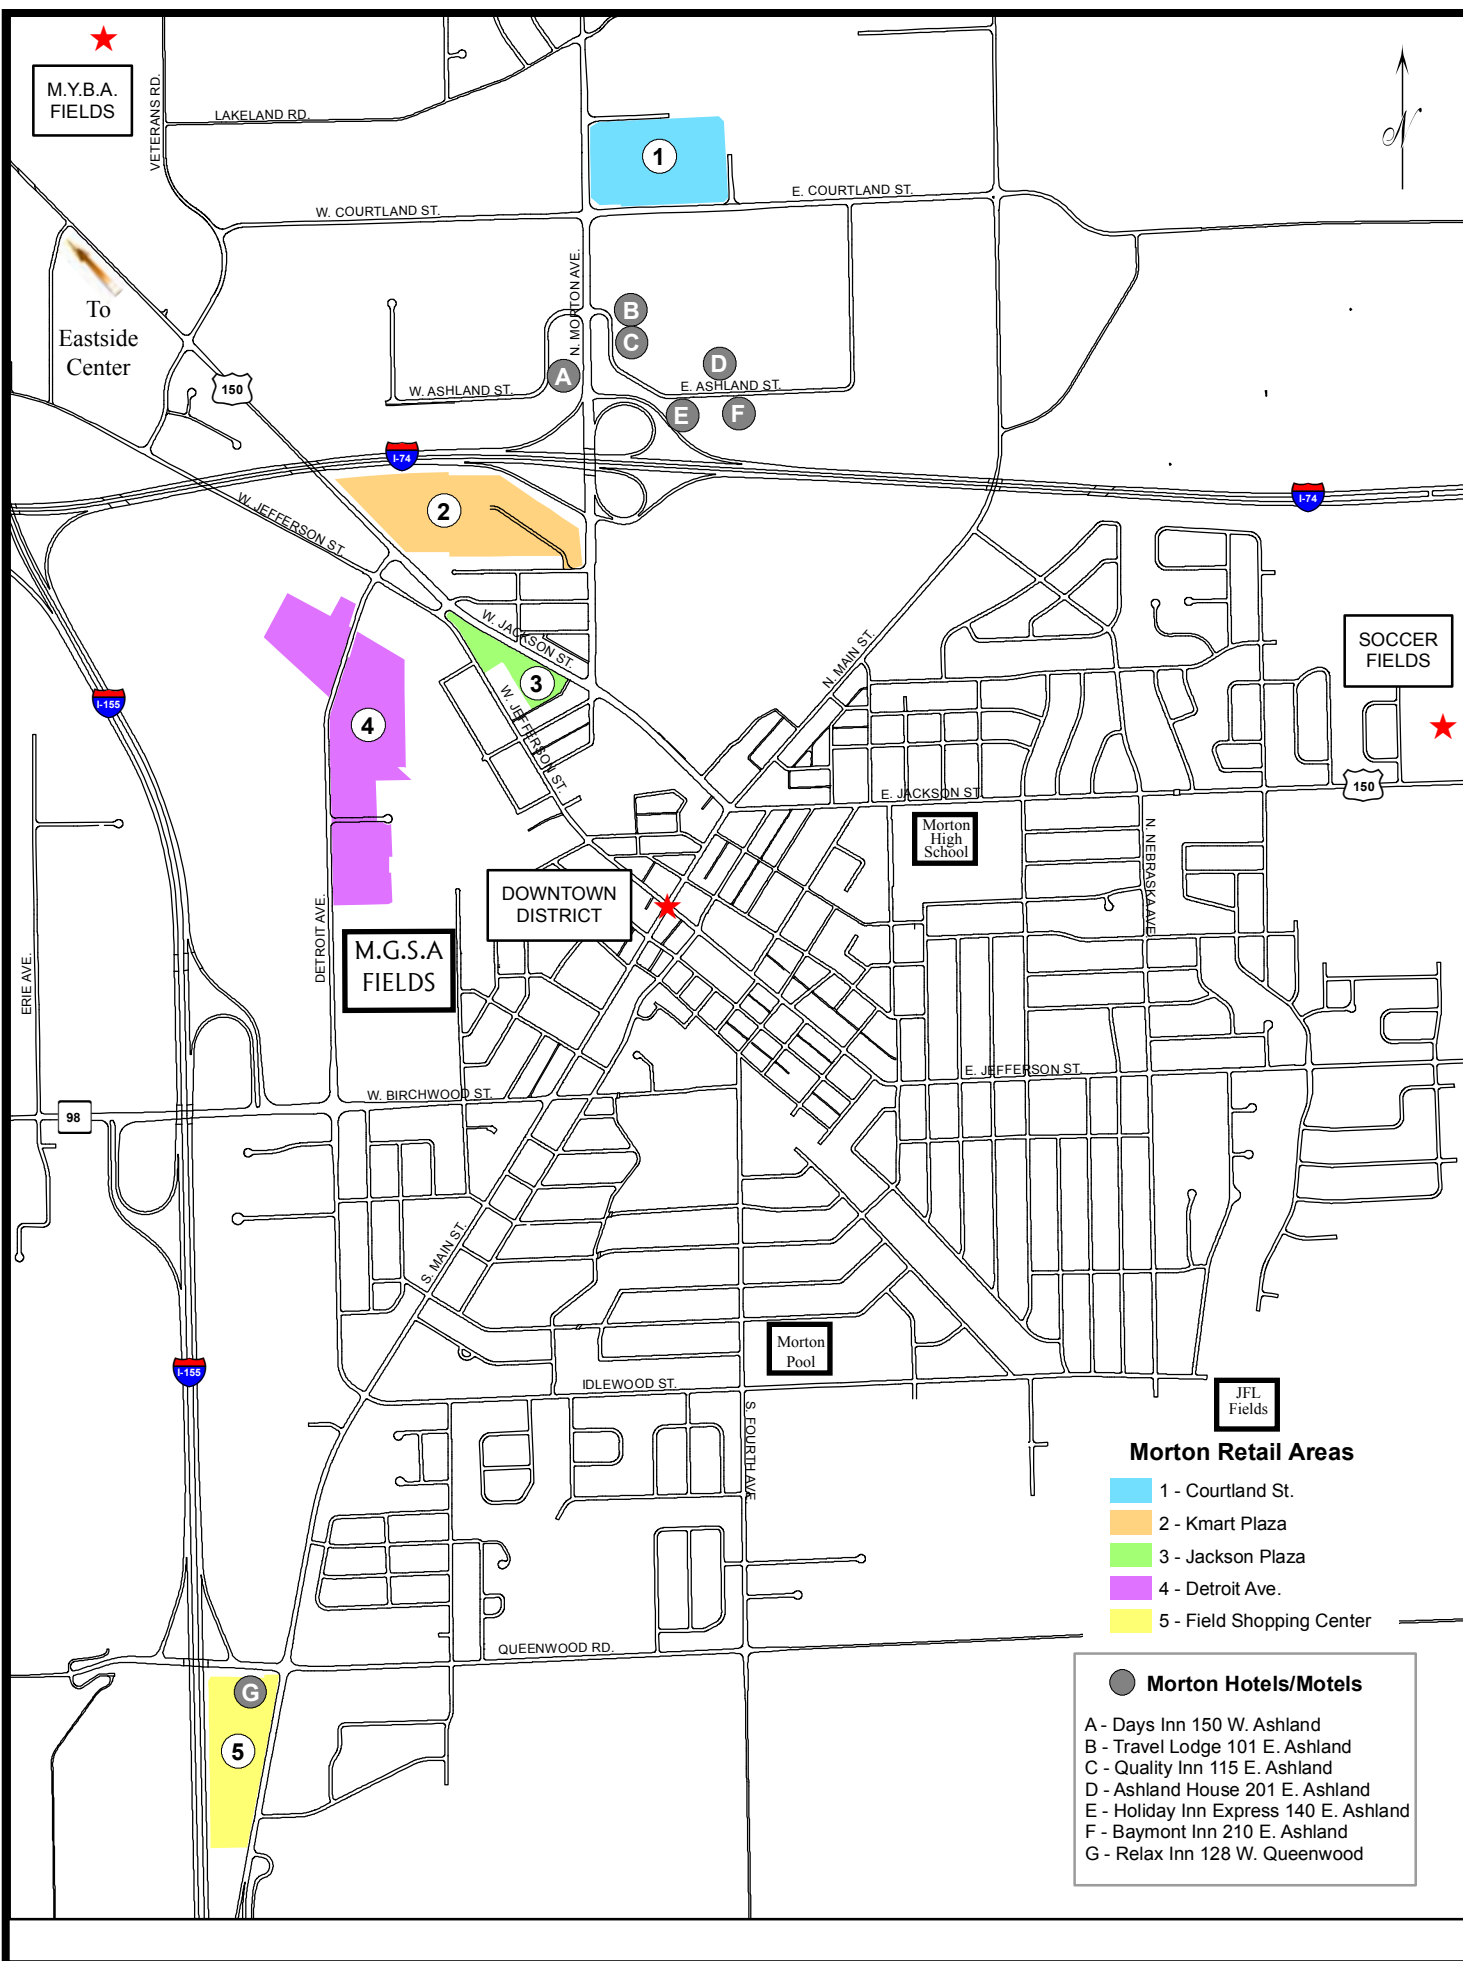 M.Y.B.A.
FIELDS
VETERANS RD.
LAKELAND RD.
N
1
W. COURTLAND ST.
E. COURTLAND ST.
N. MORTON AVE.
To
Eastside
Center
150
B
C
D
A
W. ASHLAND ST.
E. ASHLAND ST.
E
F
I-74
I-74
W. JEFFERSON ST.
2
W. JACKSON ST.
3
W. JEFFERSON ST.
N. MAIN ST.
SOCCER
FIELDS
I-155
4
150
E. JACKSON ST.
Morton
High
School
N. NEBRASKA AVE.
DOWNTOWN
DISTRICT
DETROIT AVE.
M.G.S.A
FIELDS
ERIE AVE.
E. JEFFERSON ST.
W. BIRCHWOOD ST.
98
S. MAIN ST.
Morton
Pool
I-155
IDLEWOOD ST.
S. FOURTH AVE
JFL
Fields
Morton Retail Areas
1 - Courtland St.
2 - Kmart Plaza
3 - Jackson Plaza
4 - Detroit Ave.
5 - Field Shopping Center
QUEENWOOD RD.
G
5
Morton Hotels/Motels
A - Days Inn 150 W. Ashland
B - Travel Lodge 101 E. Ashland
C - Quality Inn 115 E. Ashland
D - Ashland House 201 E. Ashland
E - Holiday Inn Express 140 E. Ashland
F - Baymont Inn 210 E. Ashland
G - Relax Inn 128 W. Queenwood